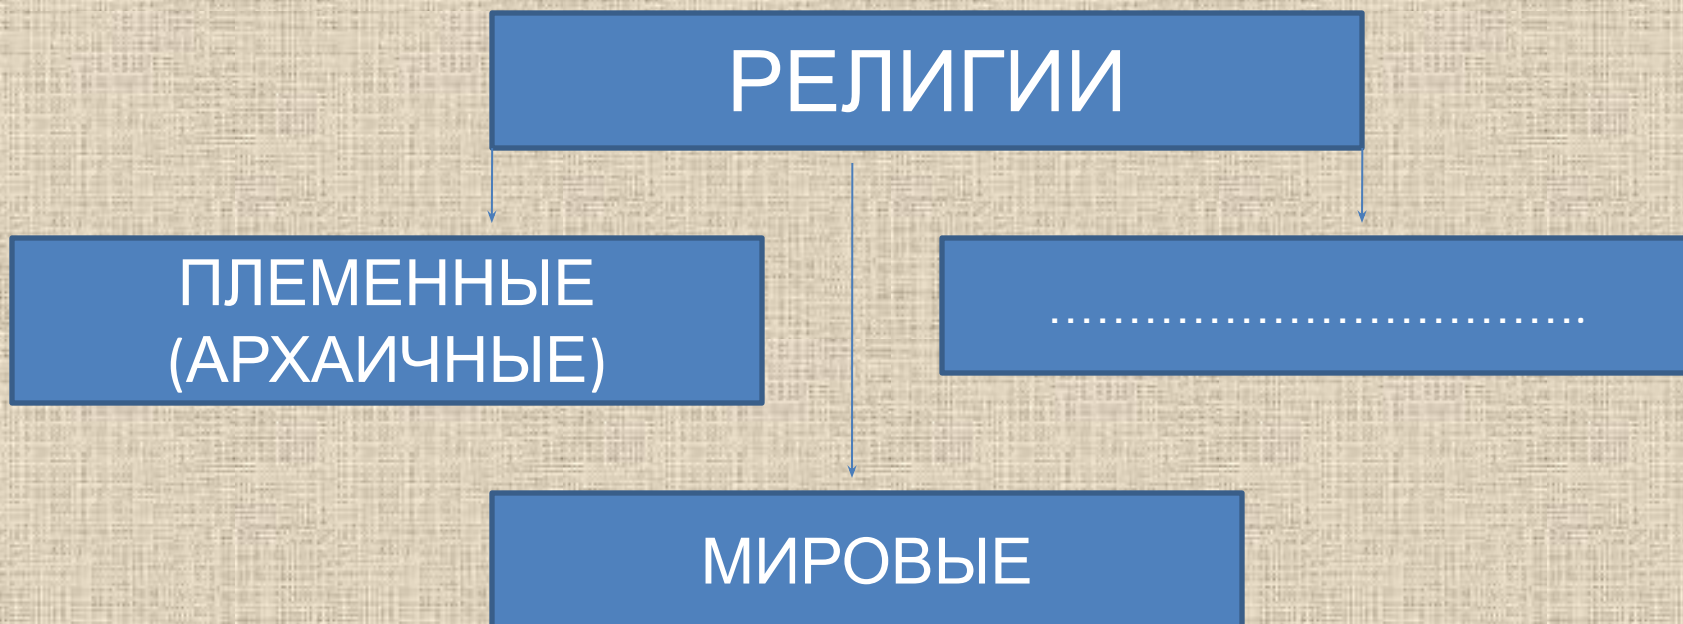 РЕЛИГИИ
ПЛЕМЕННЫЕ
(АРХАИЧНЫЕ)
..................................
МИРОВЫЕ